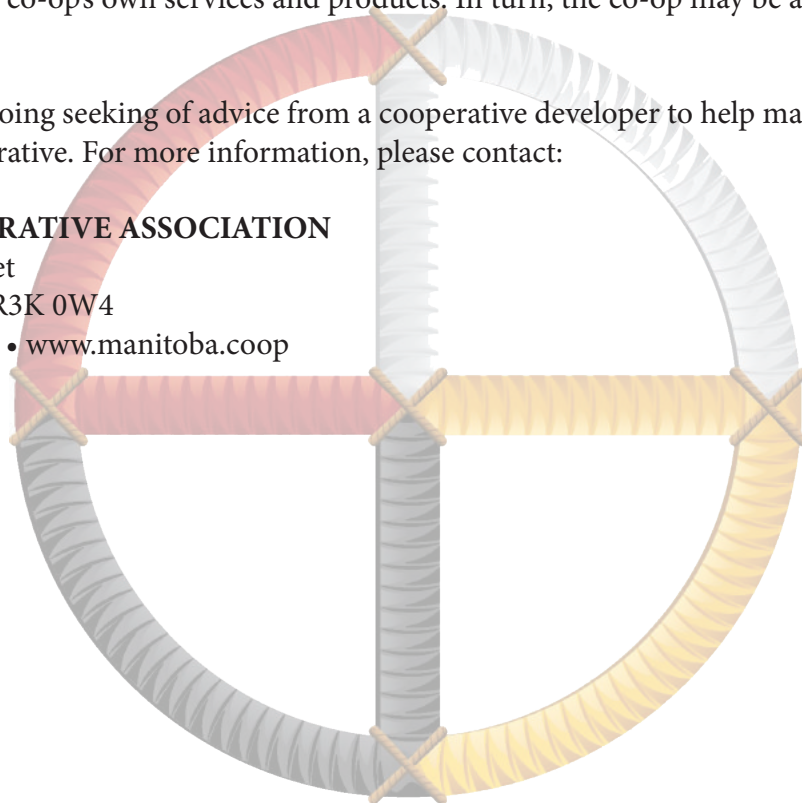 co-op's own services and products. In turn, the co-op may be a
oing seeking of advice from a cooperative developer to help ma
rative. For more information, please contact:
RATIVE ASSOCIATION
et
R3K 0W4
• www.manitoba.coop